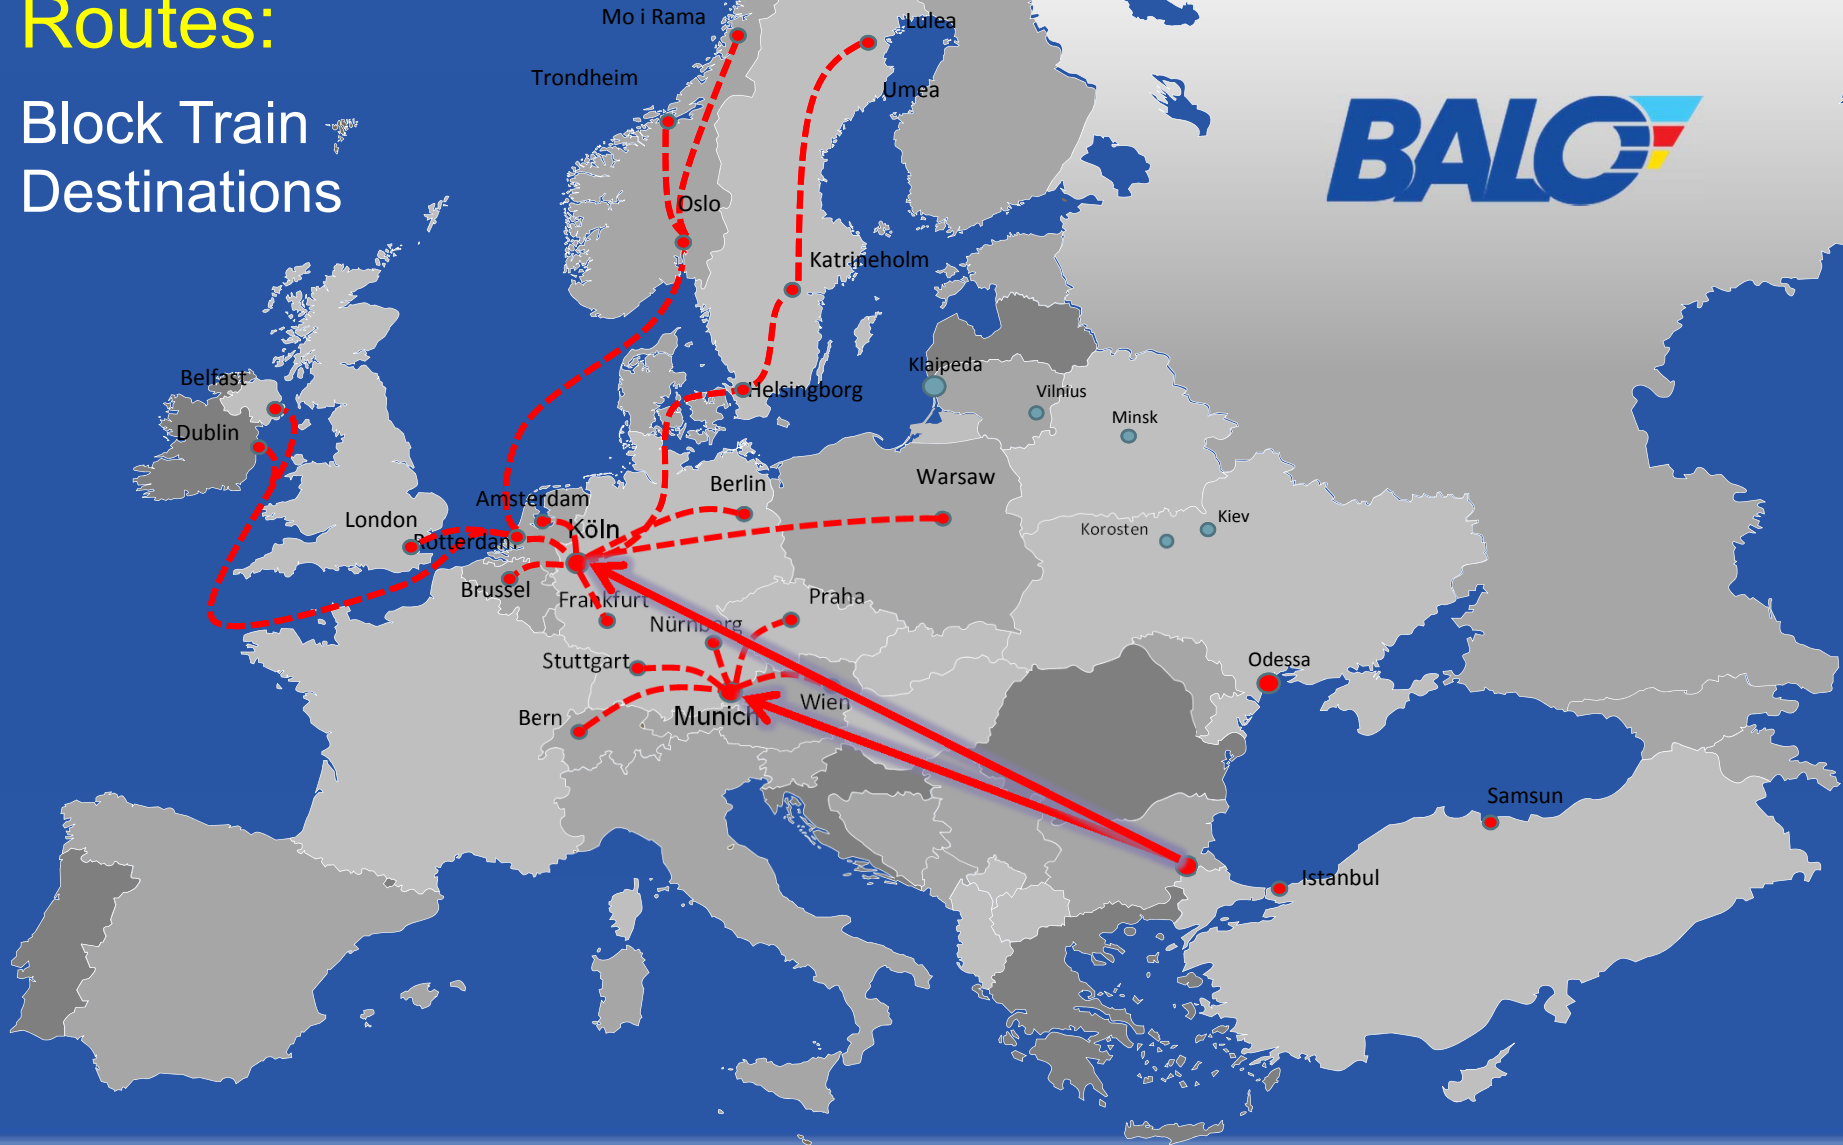 Routes:
Block Train
Destinations
BALO
Mo i Rama
Lulea
Trondheim
Umea
Oslo
Katrineholm
Klaipeda
Belfast
Helsingborg
Vilnius
Minsk
Dublin
Warsaw
Berlin
Amsterdam
London
Köln
Kiev
Korosten
Rotterdam
Brussel
Frankfurt
Praha
Nürnberg
Stuttgart
Odessa
Wien
Bern
Munich
Samsun
Istanbul